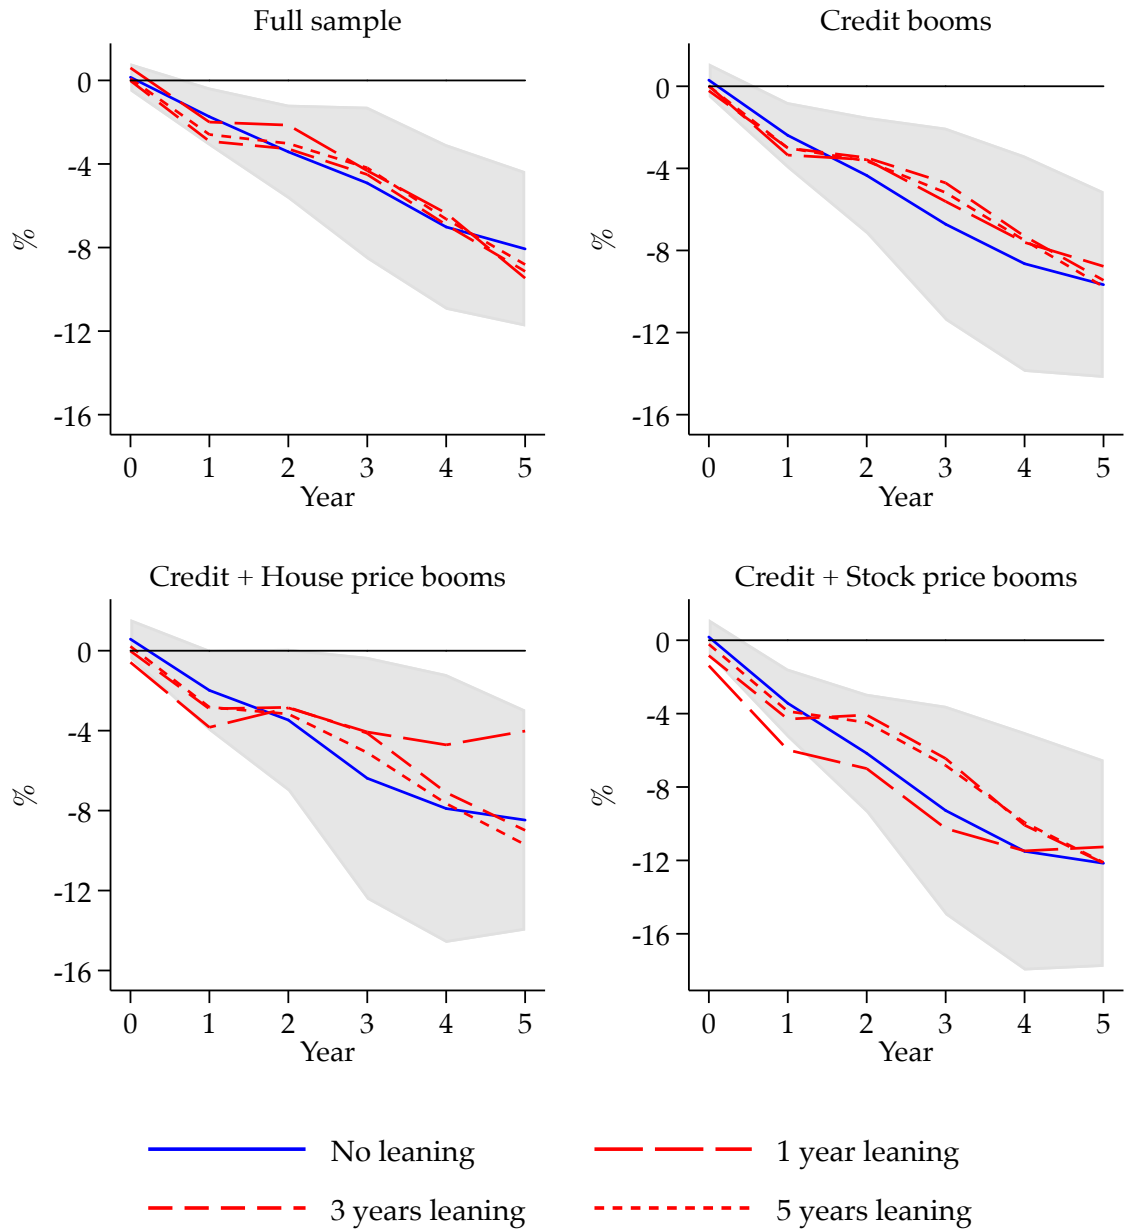 Full sample
0
-4
-8
-12
-16
%
0 1 2 3 4 5
Year
Credit booms
0
-4
-8
-12
-16
%
0 1 2 3 4 5
Year
Credit + House price booms
0
-4
-8
-12
-16
%
0 1 2 3 4 5
Year
Credit + Stock price booms
0
-4
-8
-12
-16
%
0 1 2 3 4 5
Year
No leaning
1 year leaning
3 years leaning
5 years leaning